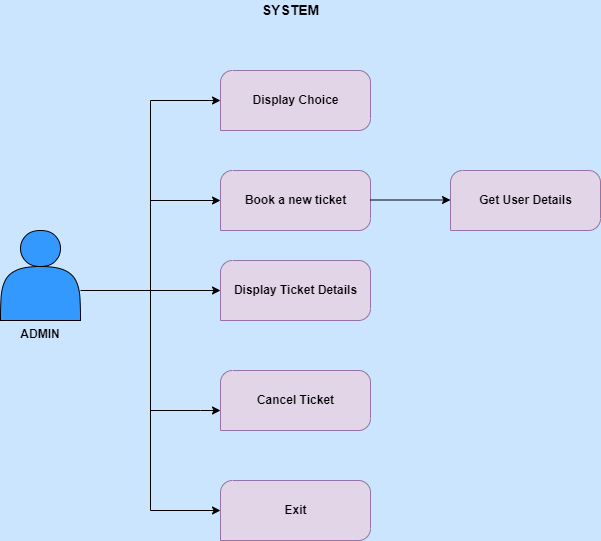 SYSTEM
Display Choice
Book a new ticket
Get User Details
Display Ticket Details
ADMIN
Cancel Ticket
Exit